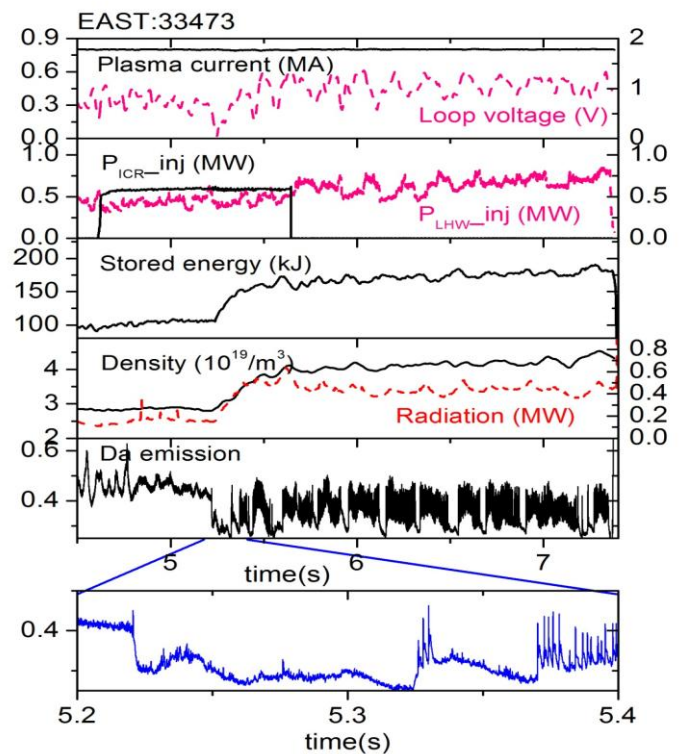 EAST:33473
0.9 2
Plasma current (MA)
0.6
1
0.3
Loop voltage (V)
0.0 0
1.0 1.0
P_ICR_inj (MW)
0.5 0.5
P_LHW_inj (MW)
0.0 0.0
200
Stored energy (kJ)
150
100
0.8
4 Density (10^19/m^3)
0.6
0.4
3
Radiation (MW)
0.2
2 0.0
0.6 Da emission
0.4
5 6 7
time(s)
0.4
5.2 5.3 5.4
time(s)